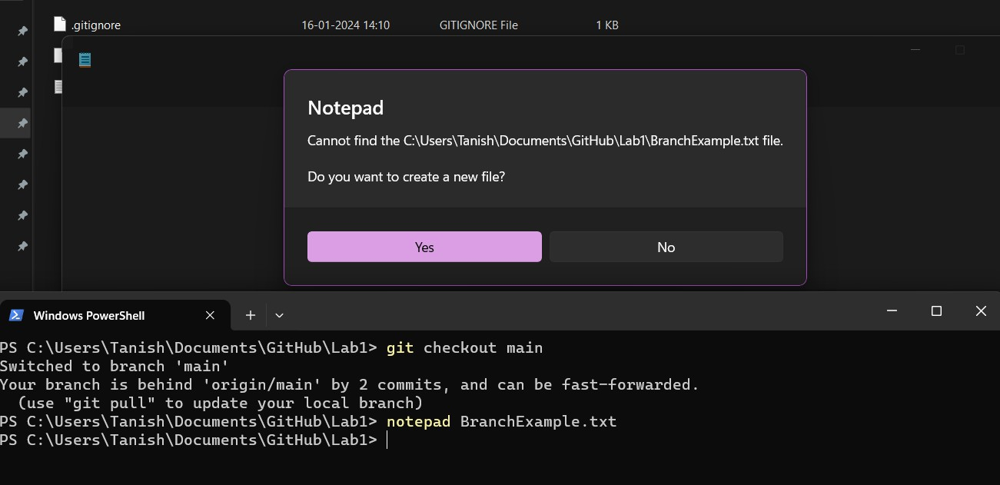 .gitignore 16-01-2024 14:10 GITIGNORE File 1 KB
Notepad
Cannot find the C:\Users\Tanish\Documents\GitHub\Lab1\BranchExample.txt file.
Do you want to create a new file?
Yes No
Windows PowerShell
PS C:\Users\Tanish\Documents\GitHub\Lab1> git checkout main
Switched to branch 'main'
Your branch is behind 'origin/main' by 2 commits, and can be fast-forwarded.
  (use "git pull" to update your local branch)
PS C:\Users\Tanish\Documents\GitHub\Lab1> notepad BranchExample.txt
PS C:\Users\Tanish\Documents\GitHub\Lab1>